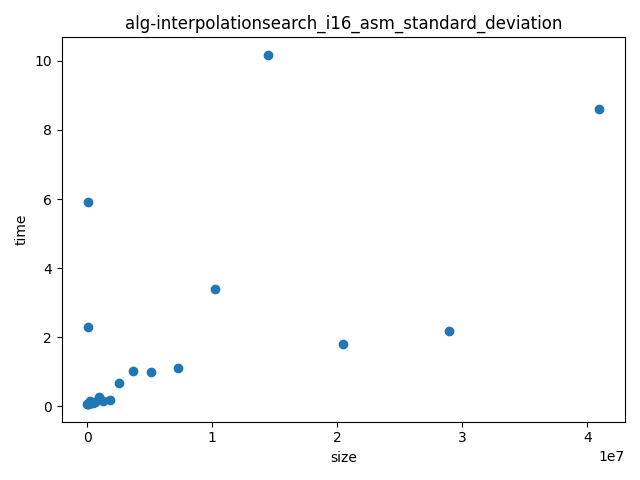 alg-interpolationsearch_i16_asm_standard_deviation
10
8
6
4
2
0
time
0 1 2 3 4
1e7
size